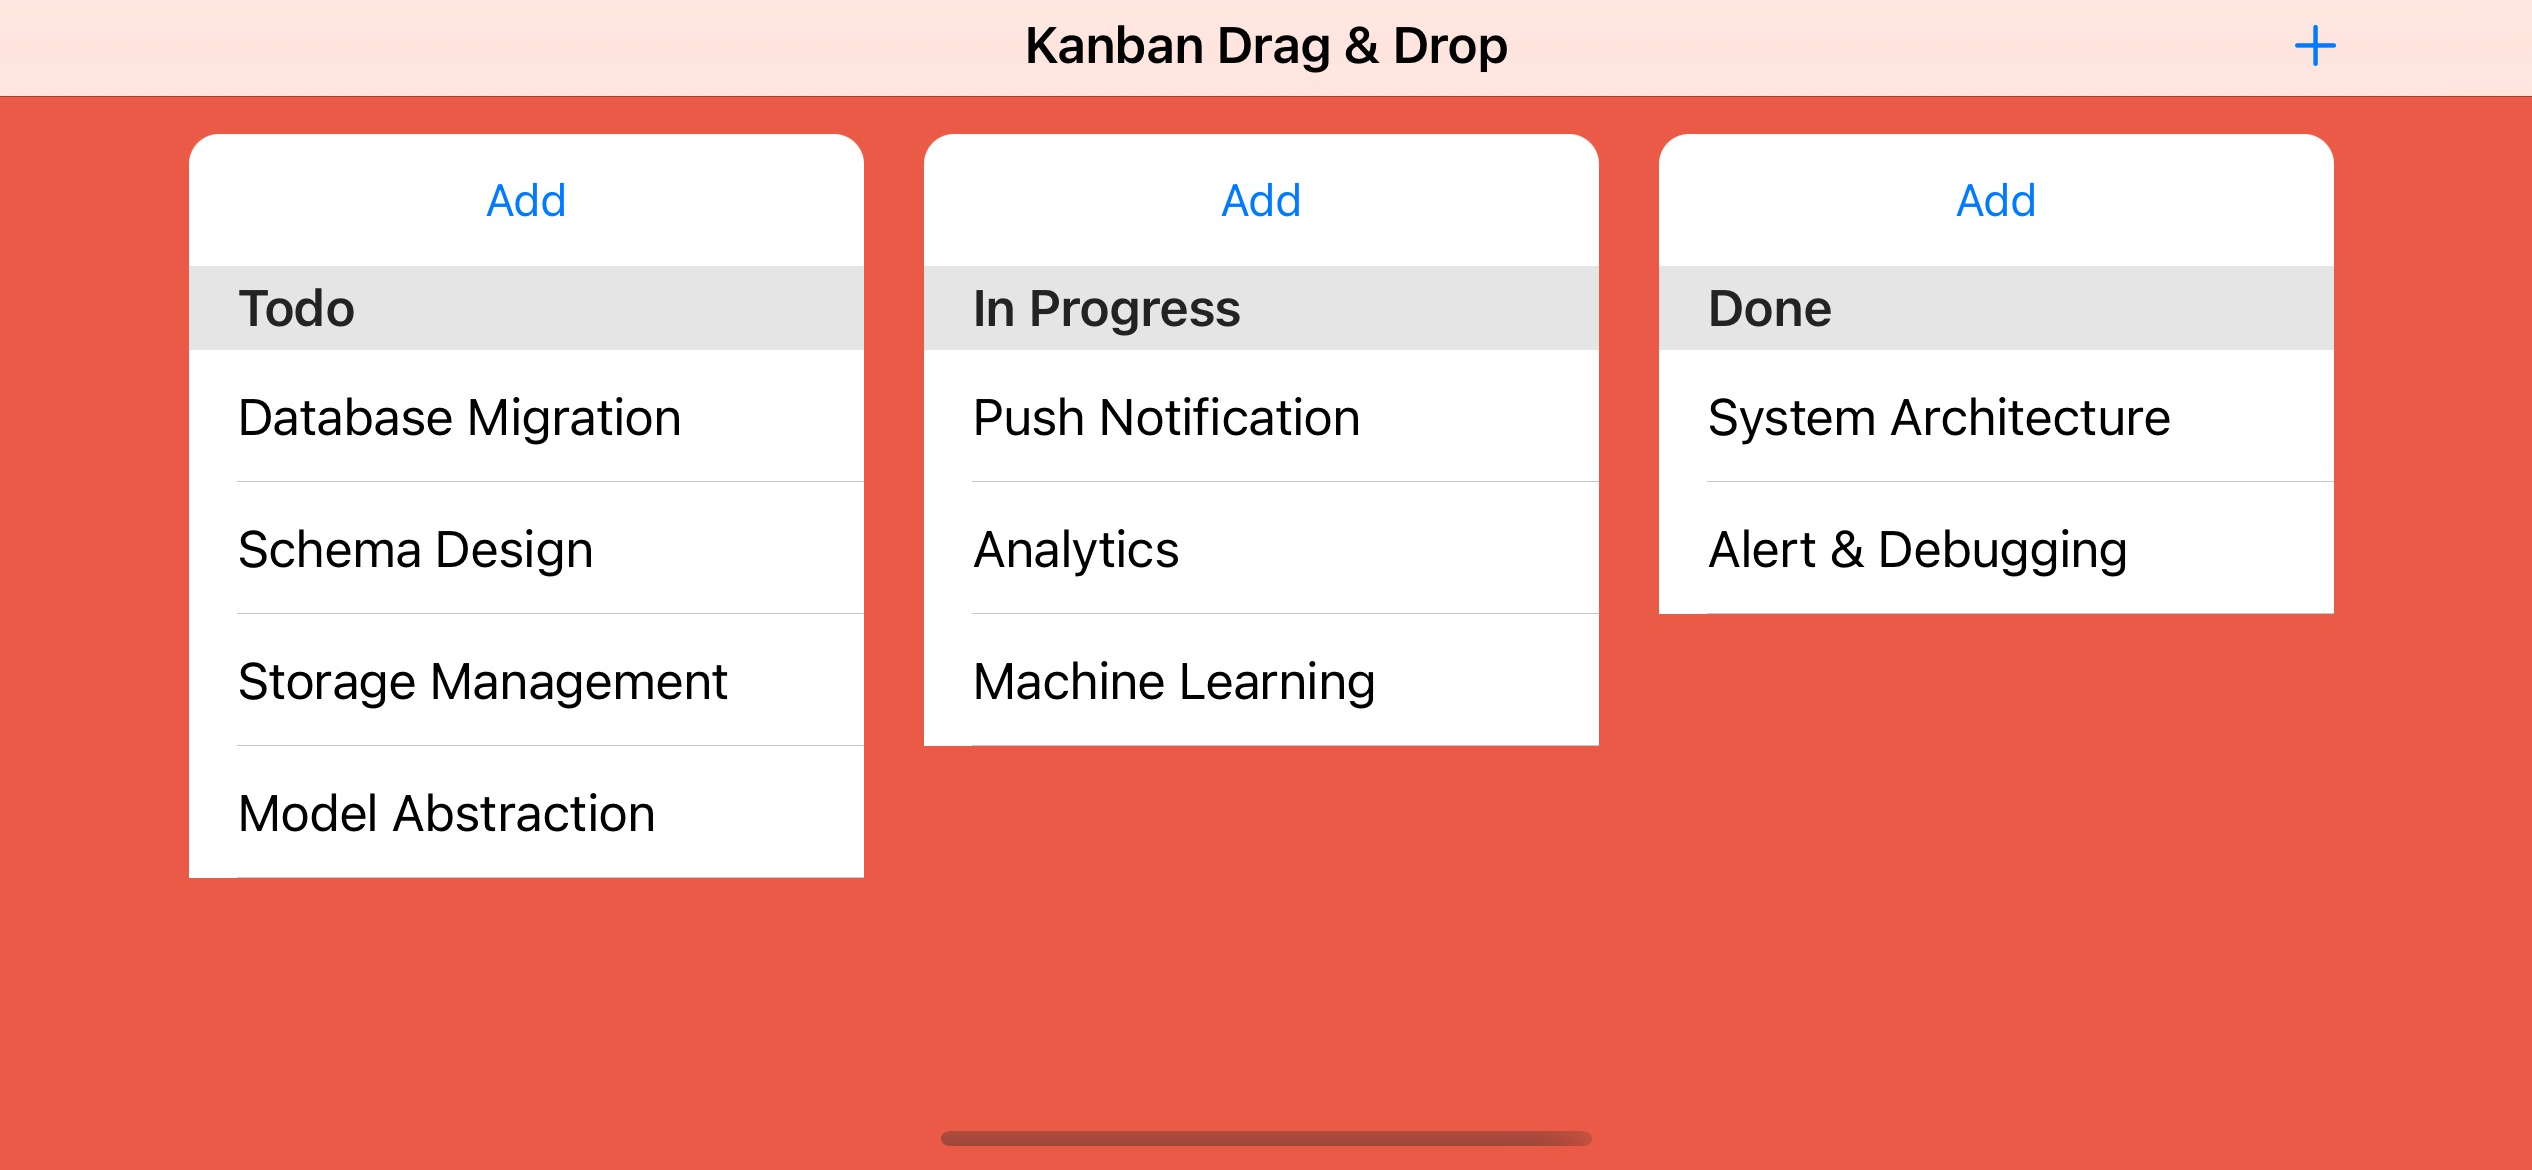 Kanban Drag & Drop
Add
Todo
Database Migration
Schema Design
Storage Management
Model Abstraction
Add
In Progress
Push Notification
Analytics
Machine Learning
Add
Done
System Architecture
Alert & Debugging